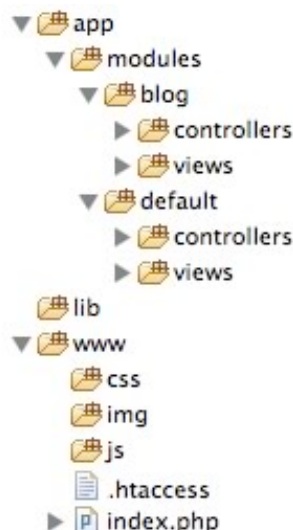 app
modules
blog
controllers
views
default
controllers
views
lib
www
css
img
js
.htaccess
index.php